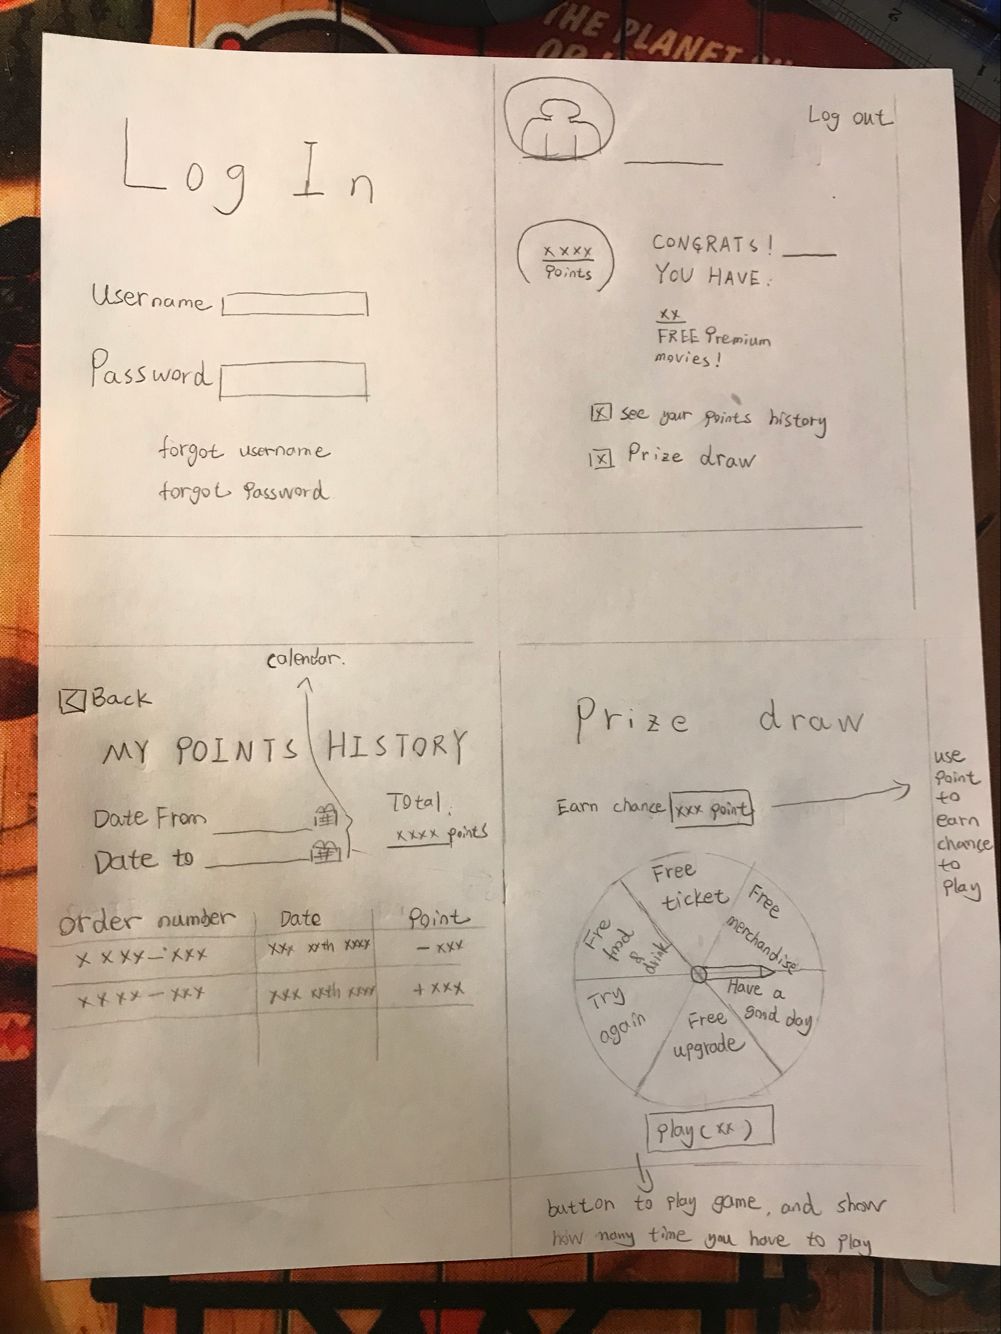 THE PLANET
Log In
Username
Password
forgot username
forgot password
Log out
xxxx
points
CONGRATS!
YOU HAVE:
xx
FREE Premium
movies!
x see your points history
x Prize draw
calendar.
< Back
MY POINTS HISTORY
Date From
Date to
Total:
xxxx points
order number Date Point
xxxx-xxx xxx xxth xxxx -xxx
xxxx-xxx xxx xxth xxxx +xxx
Prize draw
Earn chance xxx point
use
point
to
earn
chance
to
play
Free
ticket
Free
merchandise
Have a
good day
Free
upgrade
Try
again
Fre
food
&
drink
play (xx)
button to play game, and show
how many time you have to play